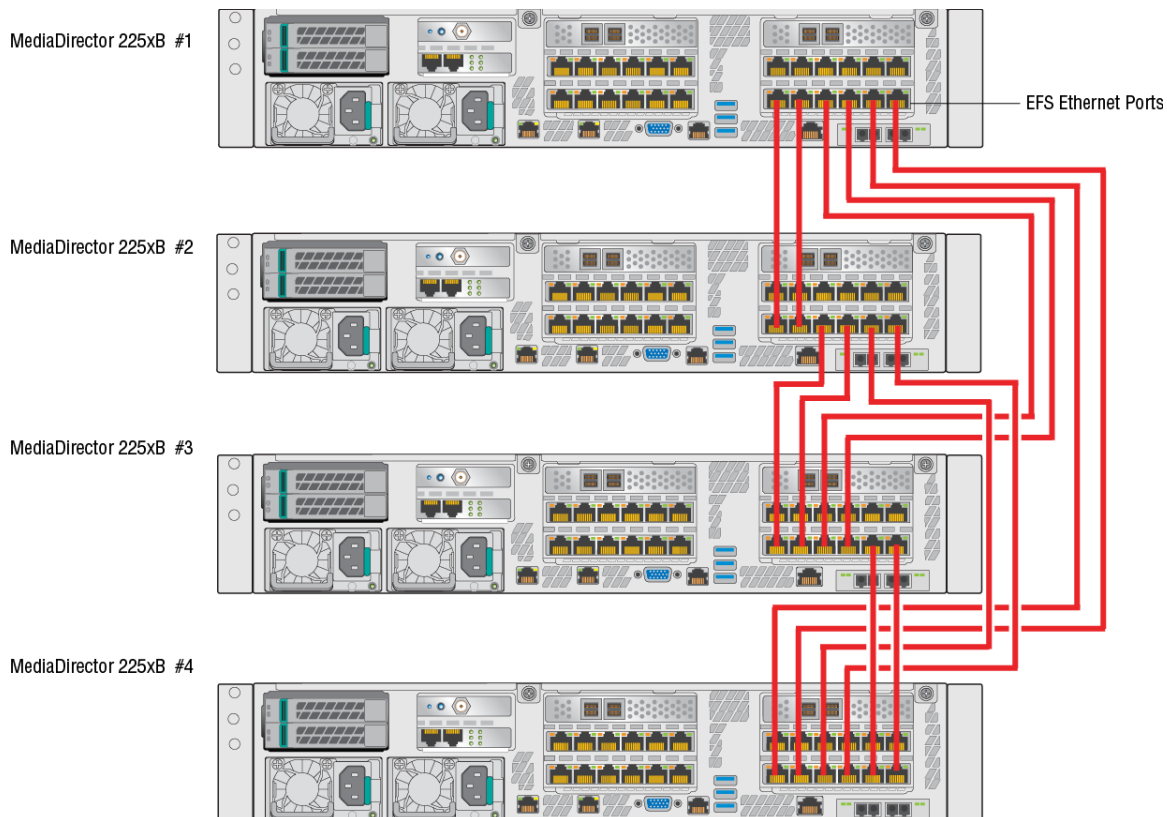 MediaDirector 225xB #1
EFS Ethernet Ports
MediaDirector 225xB #2
MediaDirector 225xB #3
MediaDirector 225xB #4